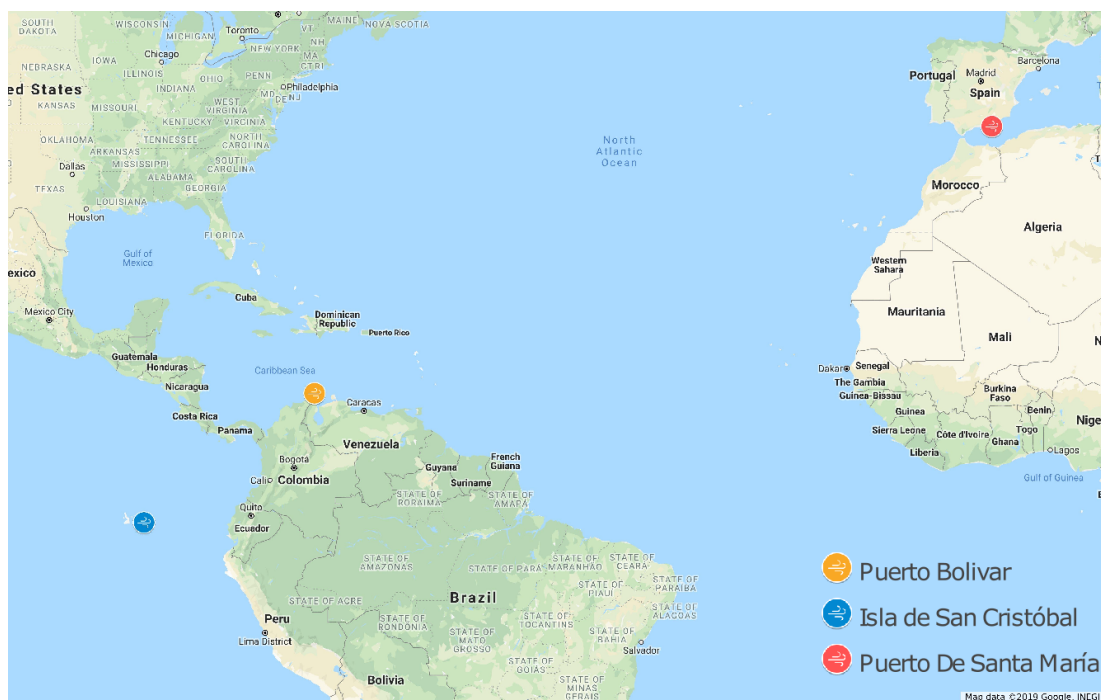 SOUTH
DAKOTA
WISCONSIN
MICHIGAN
Toronto
VT
NH
MAINE
NOVA SCOTIA
Chicago
IOWA
NEBRASKA
NEW YORK
MA
CT RI
ILLINOIS
OHIO
PENN
Philadelphia
INDIANA
MD
DE NJ
ed States
KANSAS
MISSOURI
WEST
VIRGINIA
KENTUCKY
VIRGINIA
OKLAHOMA
TENNESSEE
NORTH
CAROLINA
ARKANSAS
MISSISSIPPI
SOUTH
CAROLINA
Dallas
ALABAMA
GEORGIA
TEXAS
LOUISIANA
Houston
FLORIDA
Gulf of
Mexico
exico
Mexico City
Cuba
Dominican
Republic
Puerto Rico
Guatemala
Honduras
Caribbean Sea
Nicaragua
Costa Rica
Panama
Caracas
Venezuela
Bogotá
Cali
Colombia
Guyana
French
Guiana
Suriname
STATE OF
RORAIMA
STATE OF
AMAPÁ
Quito
Ecuador
STATE OF
AMAZONAS
STATE OF PARÁ
STATE OF
MARANHÃO
STATE OF
CEARÁ
STATE OF
PARAÍBA
STATE OF
PIAUÍ
STATE OF
ALAGOAS
STATE OF ACRE
Brazil
STATE OF
RONDÔNIA
STATE OF
TOCANTINS
STATE OF
BAHIA
Peru
Lima District
STATE OF
MATO
GROSSO
Salvador
STATE OF
GOIÁS
Bolivia
STATE OF
MINAS
GERAIS
North
Atlantic
Ocean
Portugal
Madrid
Spain
Barcelona
Morocco
Algeria
Western
Sahara
Mauritania
Mali
N
Dakar
Senegal
The Gambia
Guinea-Bissau
Burkina
Faso
Guinea
Benin
Sierra Leone
Côte d'Ivoire
Togo
Ghana
Nige
Liberia
Lagos
Gulf of Guinea
Puerto Bolivar
Isla de San Cristóbal
Puerto De Santa María
Map data ©2019 Google, INEGI